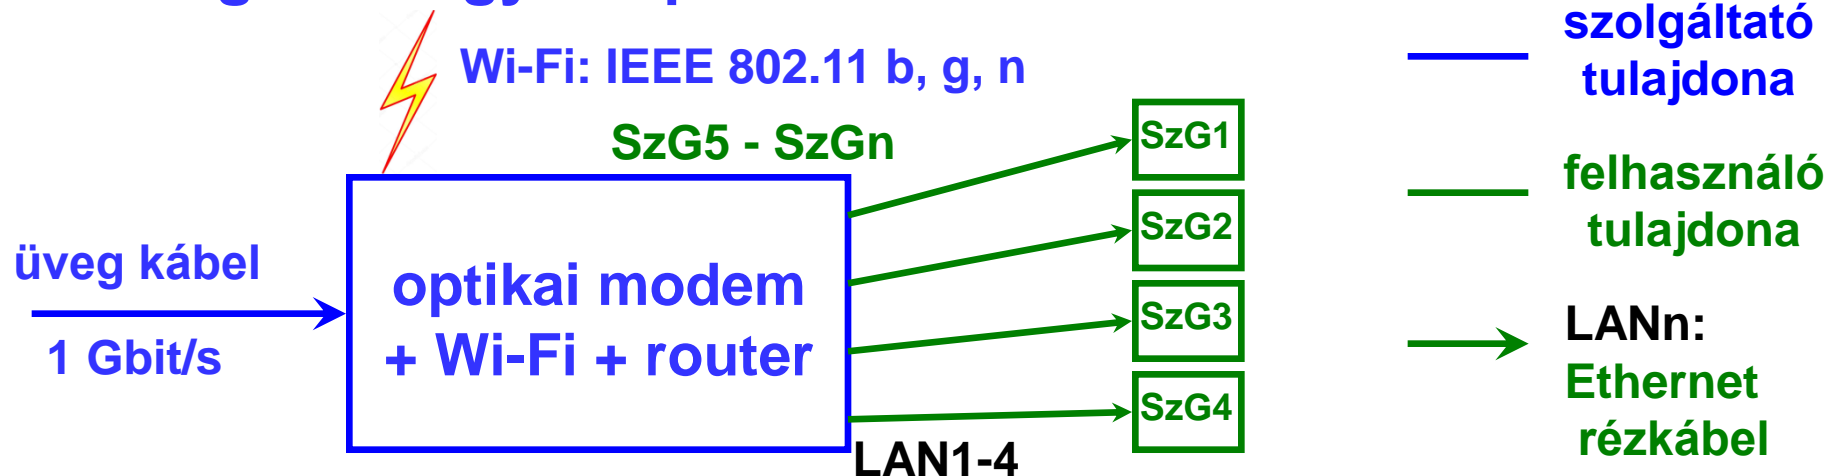 Wi-Fi: IEEE 802.11 b, g, n
SzG5 - SzGn
üveg kábel
1 Gbit/s
optikai modem
+ Wi-Fi + router
SzG1
SzG2
SzG3
SzG4
LAN1-4
szolgáltató
tulajdona
felhasználó
tulajdona
LANn:
Ethernet
rézkábel